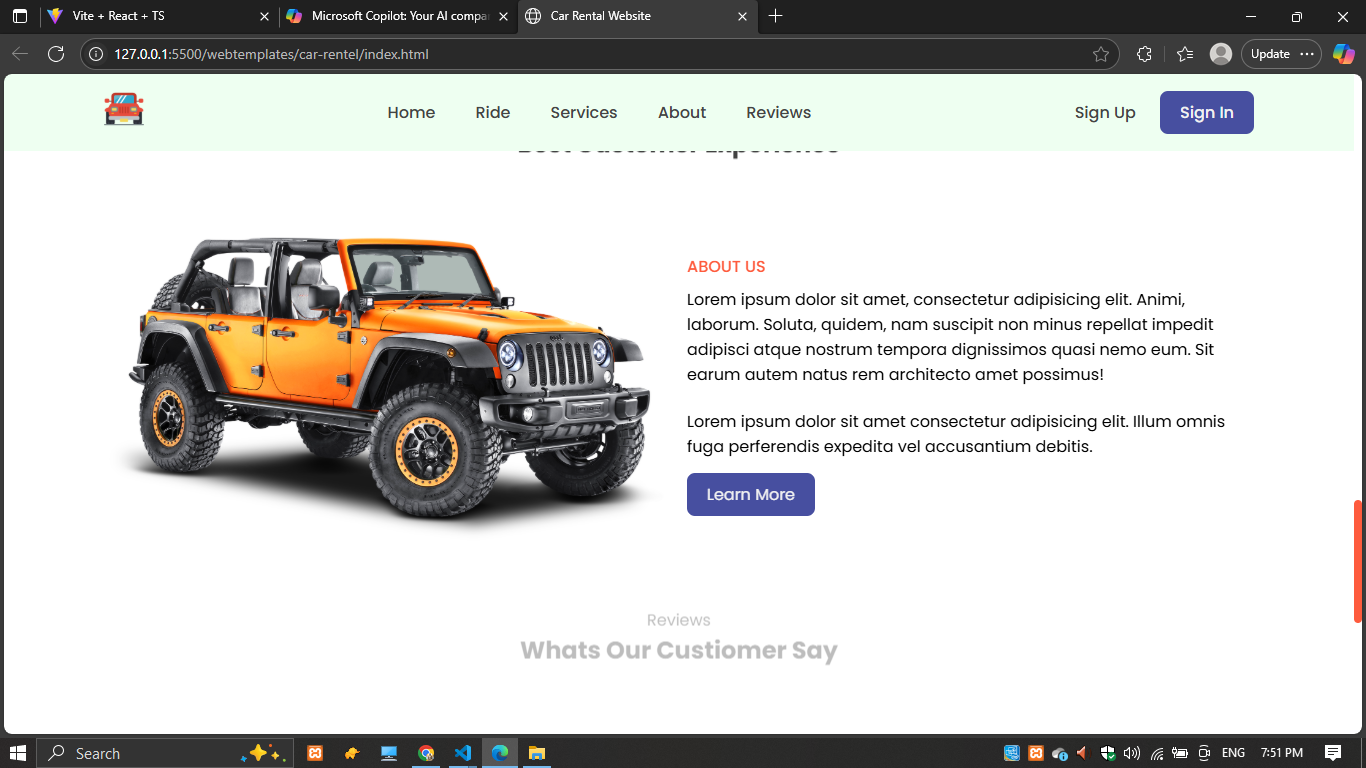 Vite + React + TS
Microsoft Copilot: Your AI compa
Car Rental Website
127.0.0.1:5500/webtemplates/car-rentel/index.html
Update
Home
Ride
Services
About
Reviews
Sign Up
Sign In
Best Customer Experience
ABOUT US
Lorem ipsum dolor sit amet, consectetur adipisicing elit. Animi,
laborum. Soluta, quidem, nam suscipit non minus repellat impedit
adipisci atque nostrum tempora dignissimos quasi nemo eum. Sit
earum autem natus rem architecto amet possimus!
Lorem ipsum dolor sit amet consectetur adipisicing elit. Illum omnis
fuga perferendis expedita vel accusantium debitis.
Learn More
Reviews
Whats Our Custiomer Say
Search
ENG
7:51 PM